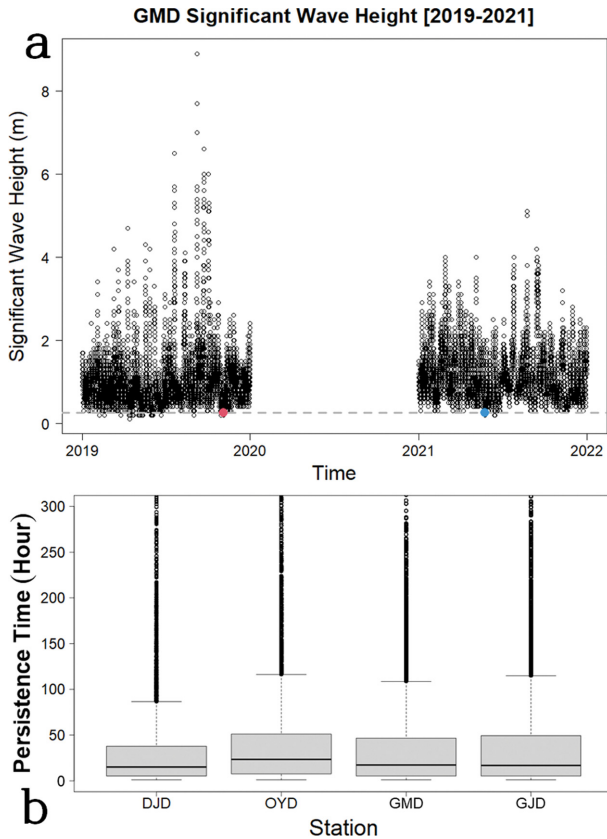 GMD Significant Wave Height [2019-2021]
a
Significant Wave Height (m)
8
6
4
2
0
2019 2020 2021 2022
Time
Persistence Time (Hour)
300
250
200
150
100
50
0
DJD OYD GMD GJD
b
Station